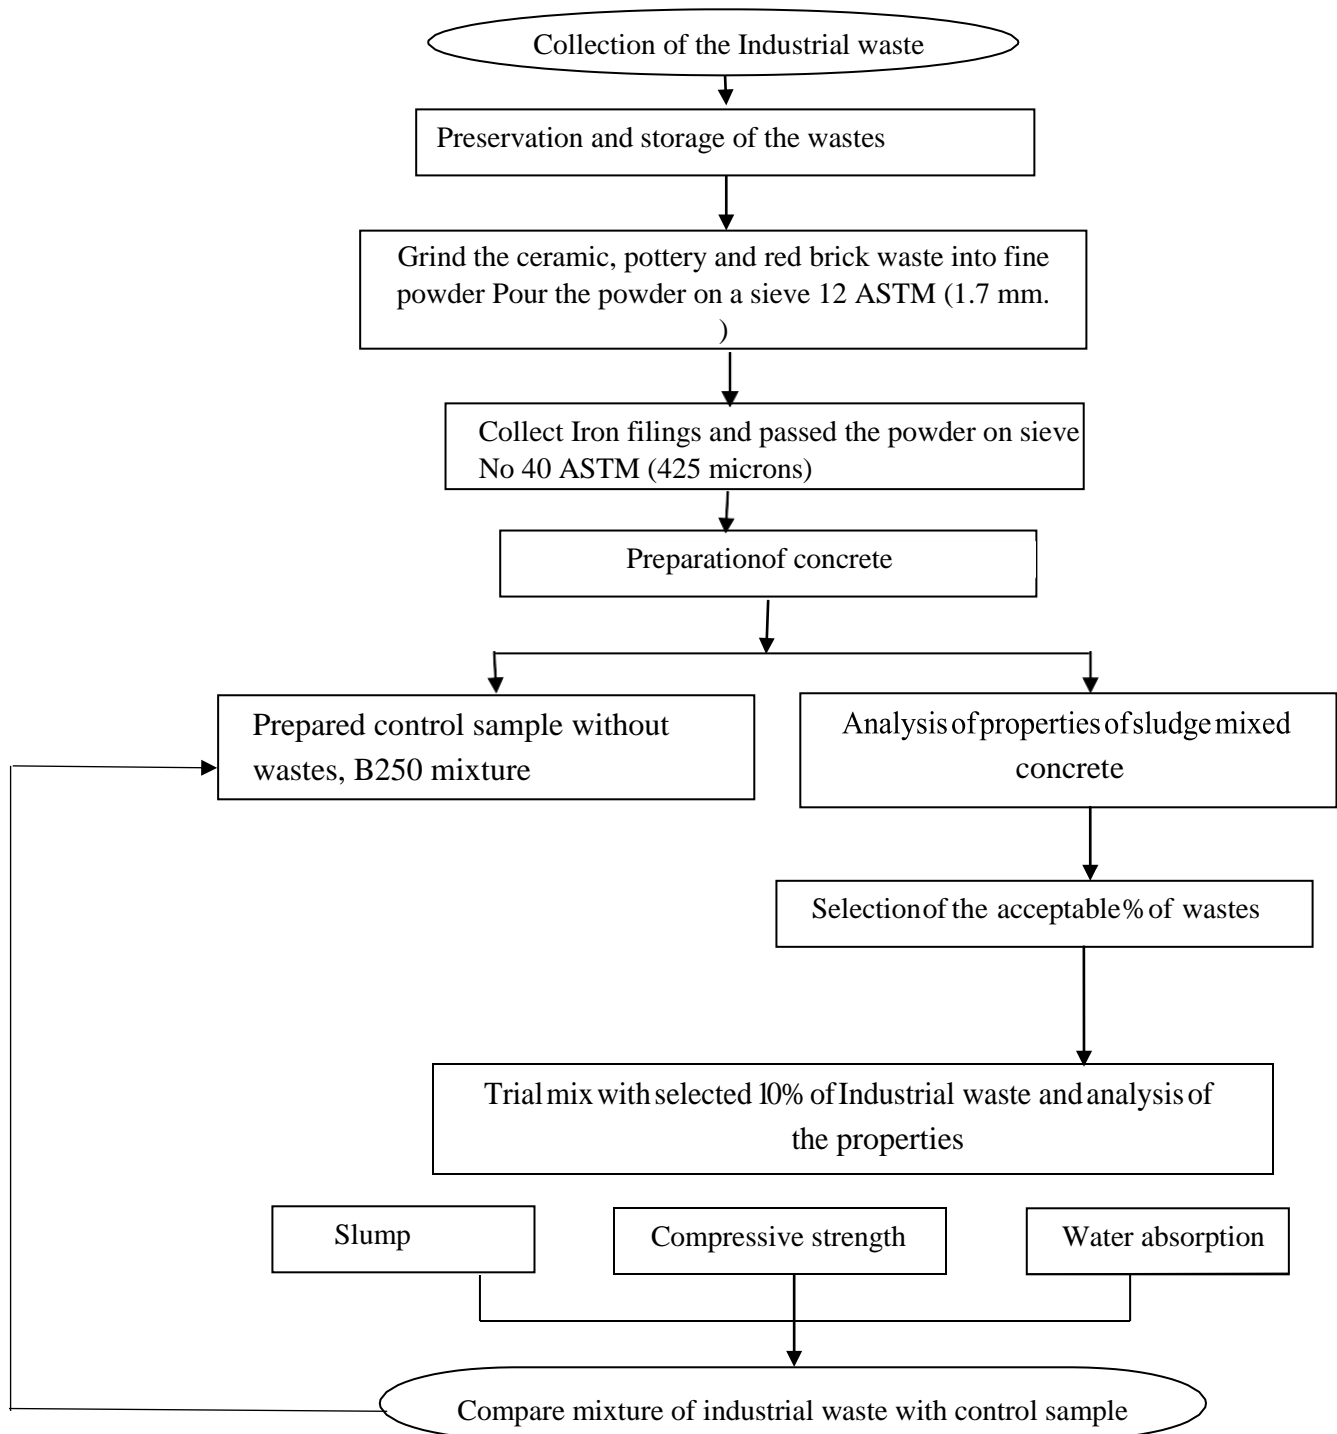 Collection of the Industrial waste
Preservation and storage of the wastes
Grind the ceramic, pottery and red brick waste into fine
powder Pour the powder on a sieve 12 ASTM (1.7 mm.
)
Collect Iron filings and passed the powder on sieve
No 40 ASTM (425 microns)
Preparationof concrete
Prepared control sample without
wastes, B250 mixture
Analysis of properties of sludge mixed
concrete
Selection of the acceptable % of wastes
Trial mix with selected 10% of Industrial waste and analysis of
the properties
Slump
Compressive strength
Water absorption
Compare mixture of industrial waste with control sample